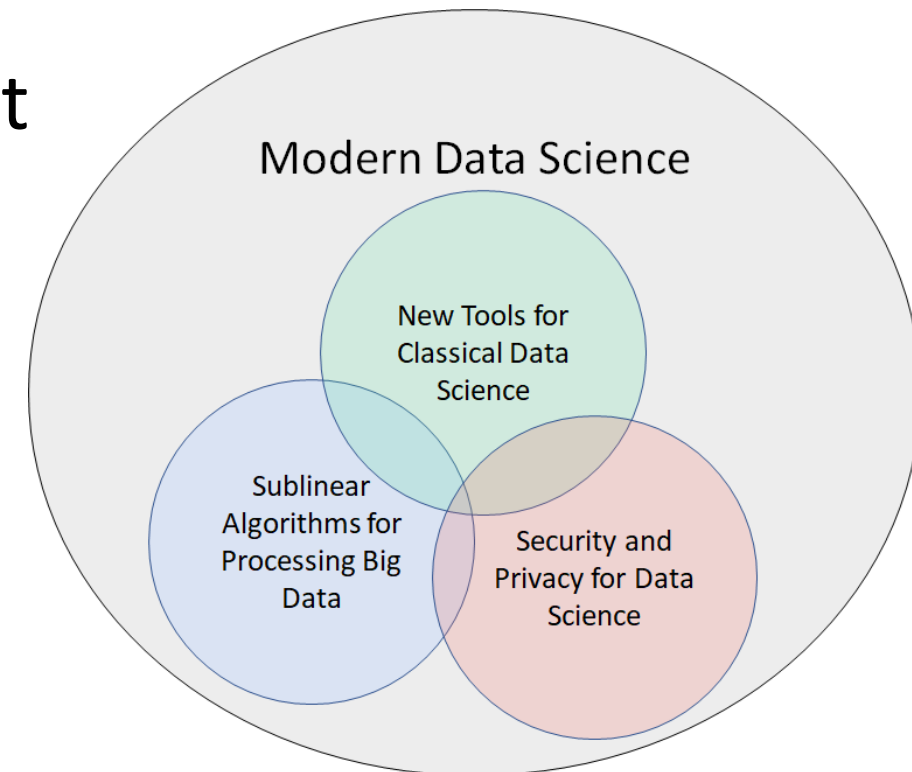 t
Modern Data Science
New Tools for
Classical Data
Science
Sublinear
Algorithms for
Processing Big
Data
Security and
Privacy for Data
Science